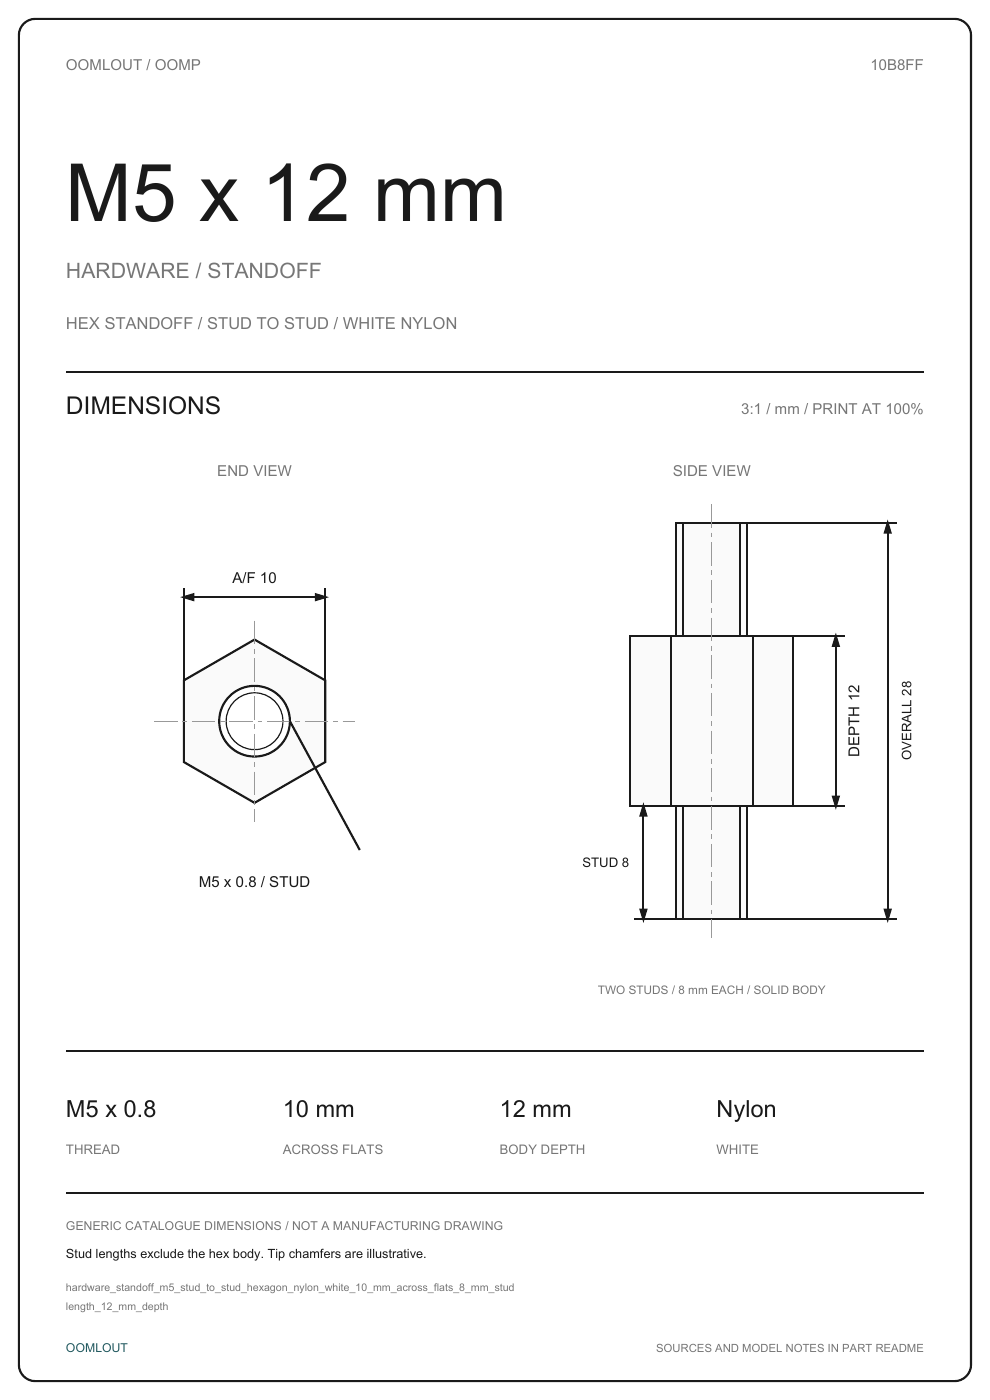 OOMLOUT / OOMP
10B8FF
M5 x 12 mm
HARDWARE / STANDOFF
HEX STANDOFF / STUD TO STUD / WHITE NYLON
DIMENSIONS
3:1 / mm / PRINT AT 100%
END VIEW
SIDE VIEW
A/F 10
M5 x 0.8 / STUD
DEPTH 12
OVERALL 28
STUD 8
TWO STUDS / 8 mm EACH / SOLID BODY
M5 x 0.8
THREAD
10 mm
ACROSS FLATS
12 mm
BODY DEPTH
Nylon
WHITE
GENERIC CATALOGUE DIMENSIONS / NOT A MANUFACTURING DRAWING
Stud lengths exclude the hex body. Tip chamfers are illustrative.
hardware_standoff_m5_stud_to_stud_hexagon_nylon_white_10_mm_across_flats_8_mm_stud
length_12_mm_depth
OOMLOUT
SOURCES AND MODEL NOTES IN PART README